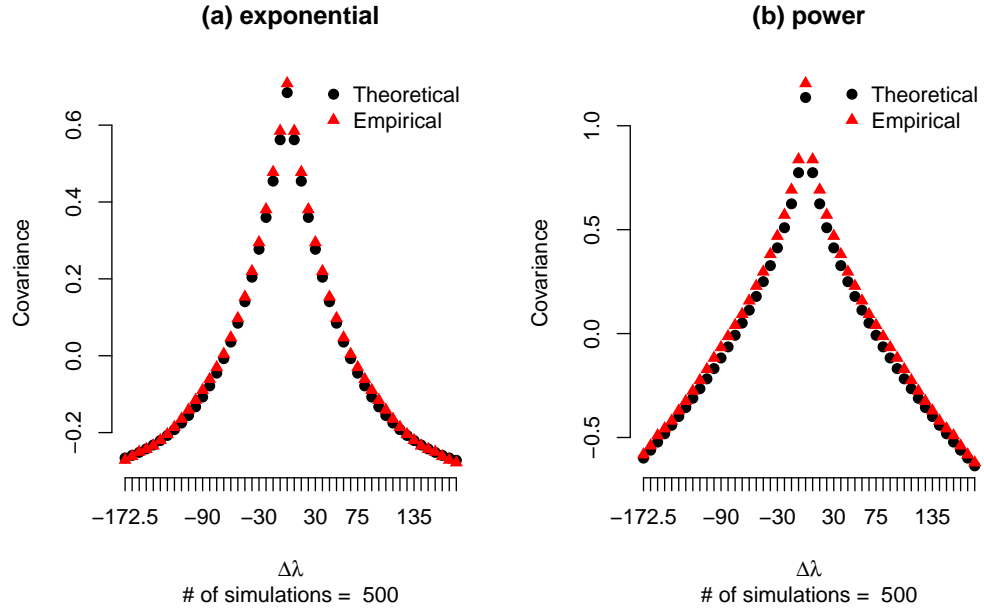 (a) exponential
Theoretical
Empirical
Covariance
0.6
0.4
0.2
0.0
−0.2
−172.5 −90 −30 30 75 135
Δλ
# of simulations = 500
(b) power
Theoretical
Empirical
Covariance
1.0
0.5
0.0
−0.5
−172.5 −90 −30 30 75 135
Δλ
# of simulations = 500